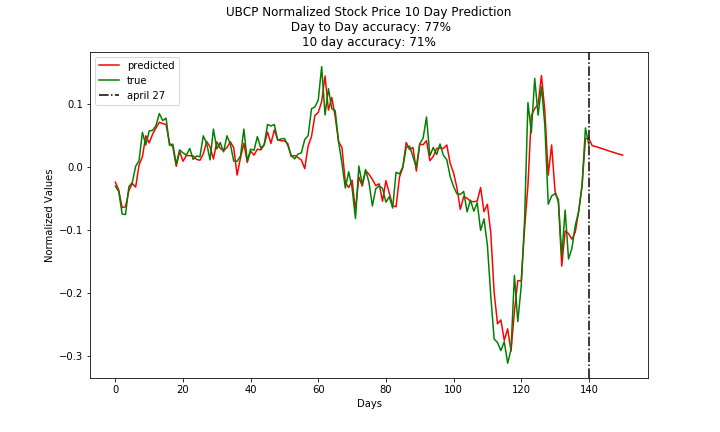 UBCP Normalized Stock Price 10 Day Prediction
Day to Day accuracy: 77%
10 day accuracy: 71%
predicted
true
april 27
Normalized Values
0.1
0.0
−0.1
−0.2
−0.3
0 20 40 60 80 100 120 140
Days